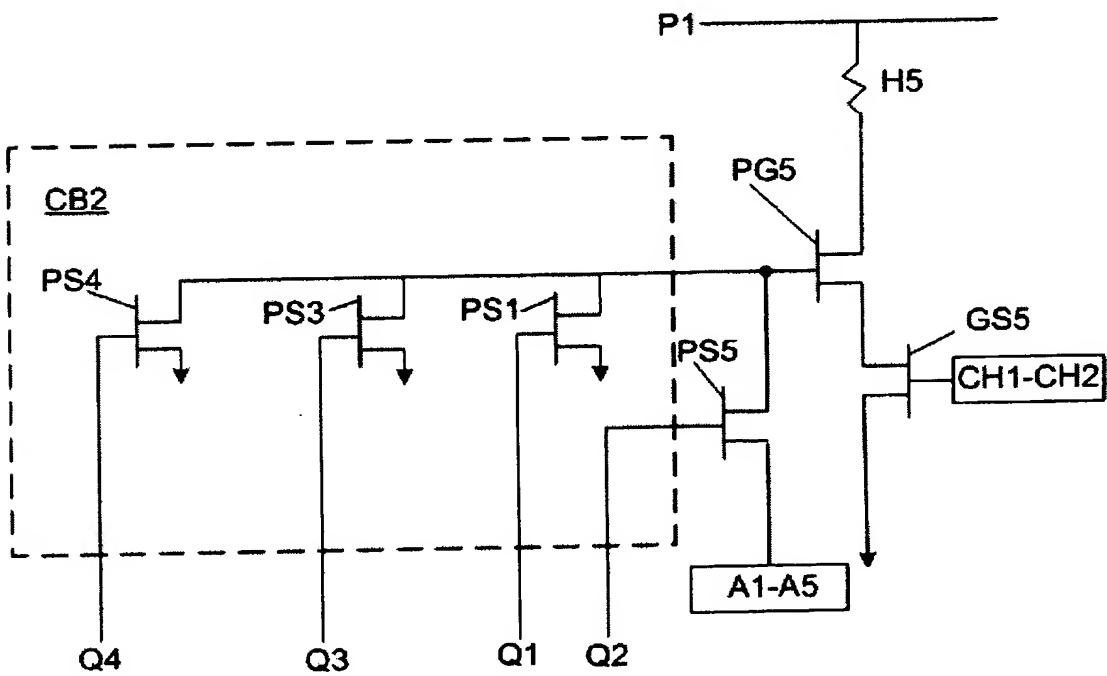 P1
H5
PG5
CB2
PS4
PS3
PS1
PS5
GS5
CH1-CH2
A1-A5
Q4
Q3
Q1
Q2